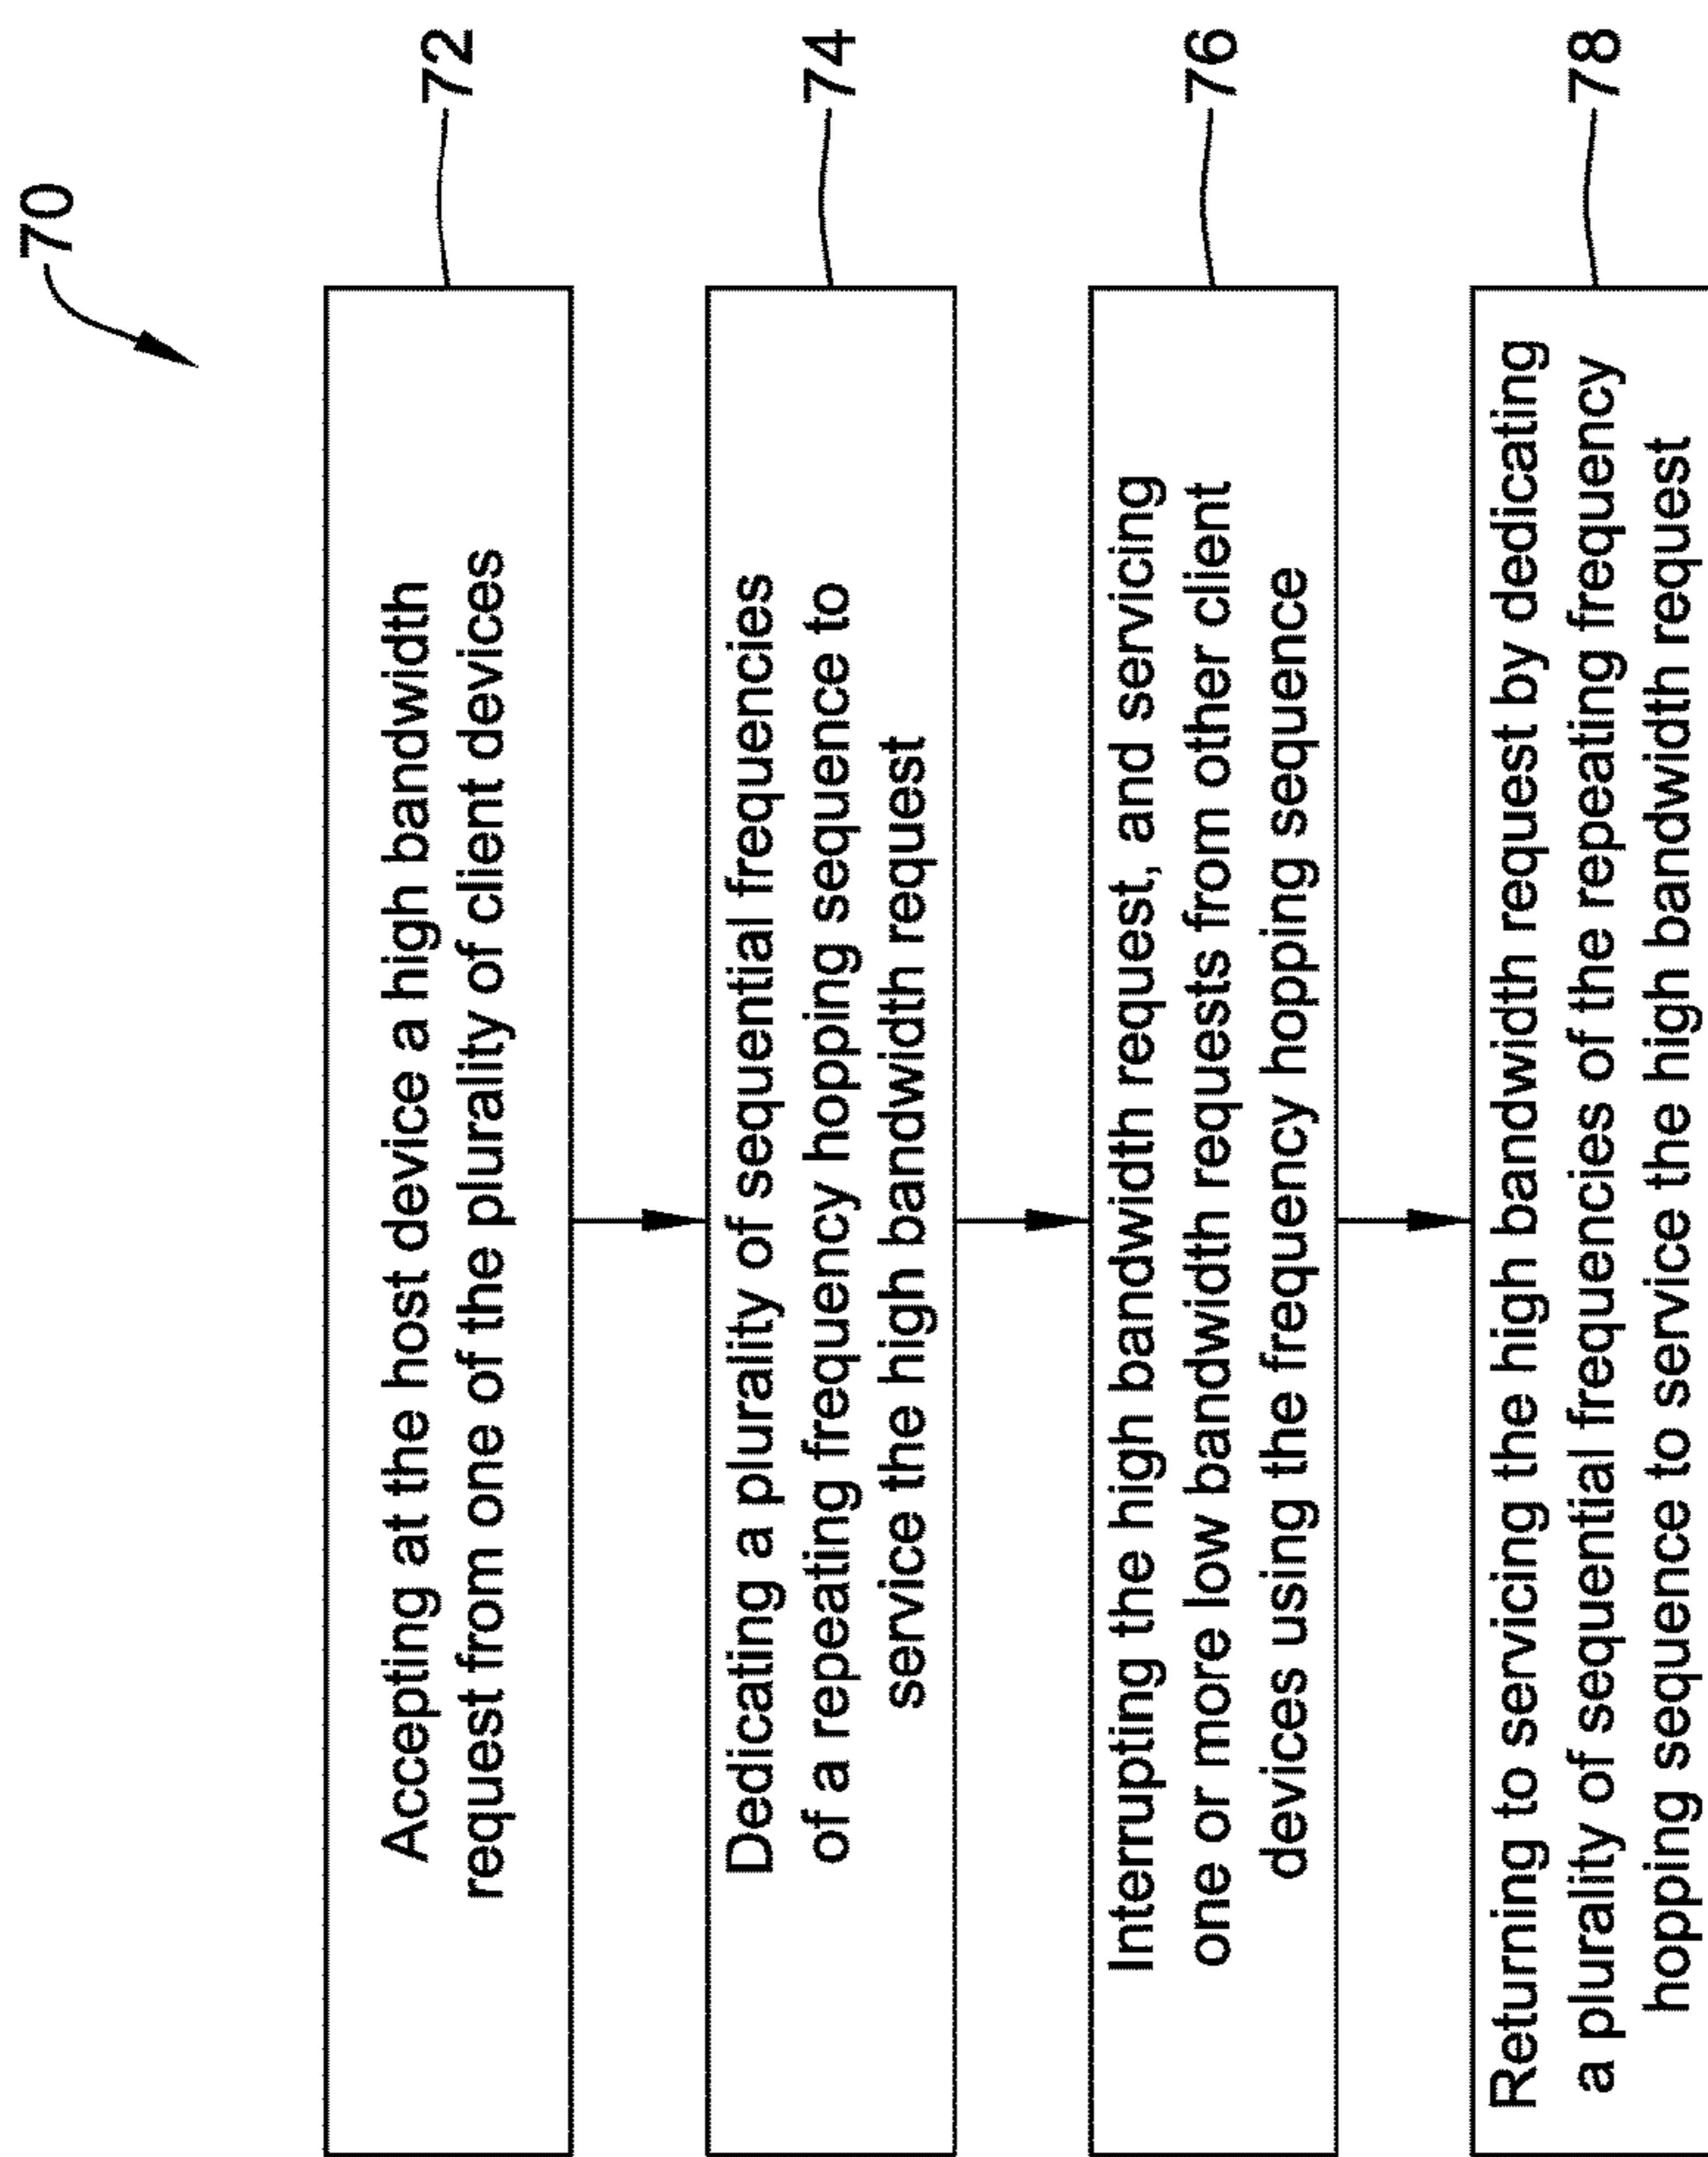 70
Accepting at the host device a high bandwidth
request from one of the plurality of client devices
72
Dedicating a plurality of sequential frequencies
of a repeating frequency hopping sequence to
service the high bandwidth request
74
Interrupting the high bandwidth request, and servicing
one or more low bandwidth requests from other client
devices using the frequency hopping sequence
76
Returning to servicing the high bandwidth request by dedicating
a plurality of sequential frequencies of the repeating frequency
hopping sequence to service the high bandwidth request
78